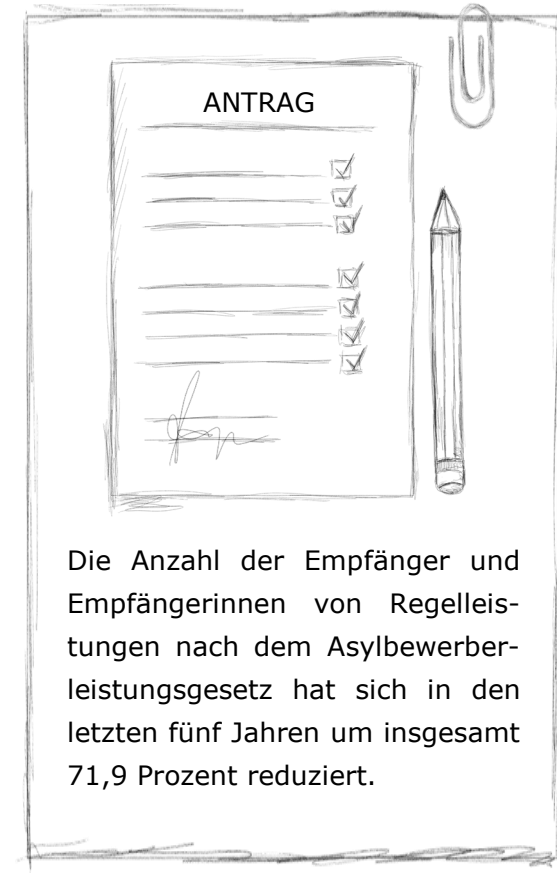 ANTRAG
Die Anzahl der Empfänger und
Empfängerinnen von Regelleis-
tungen nach dem Asylbewerber-
leistungsgesetz hat sich in den
letzten fünf Jahren um insgesamt
71,9 Prozent reduziert.